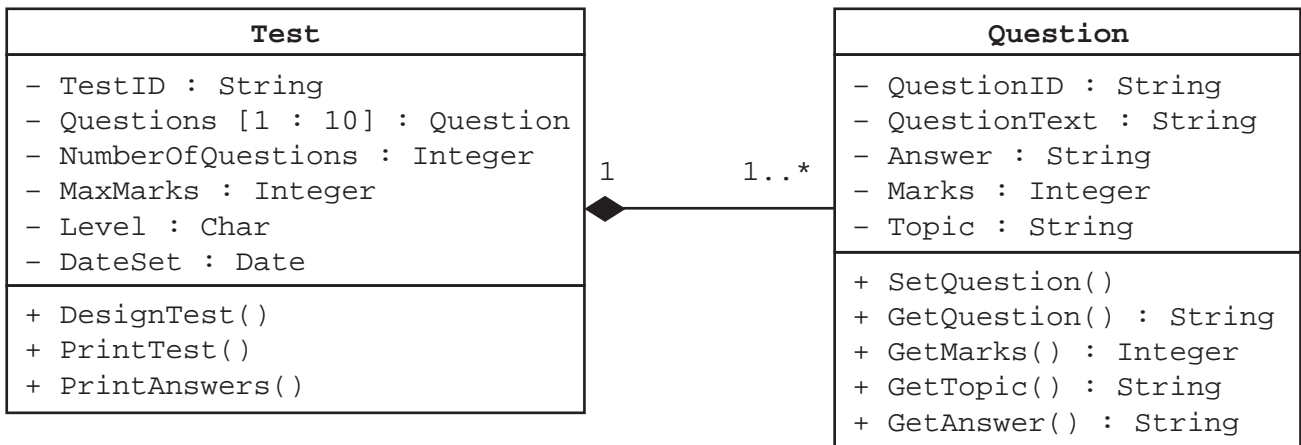 Test
– TestID : String
– Questions [1 : 10] : Question
– NumberOfQuestions : Integer
– MaxMarks : Integer
– Level : Char
– DateSet : Date
+ DesignTest()
+ PrintTest()
+ PrintAnswers()
1
1..*
Question
– QuestionID : String
– QuestionText : String
– Answer : String
– Marks : Integer
– Topic : String
+ SetQuestion()
+ GetQuestion() : String
+ GetMarks() : Integer
+ GetTopic() : String
+ GetAnswer() : String